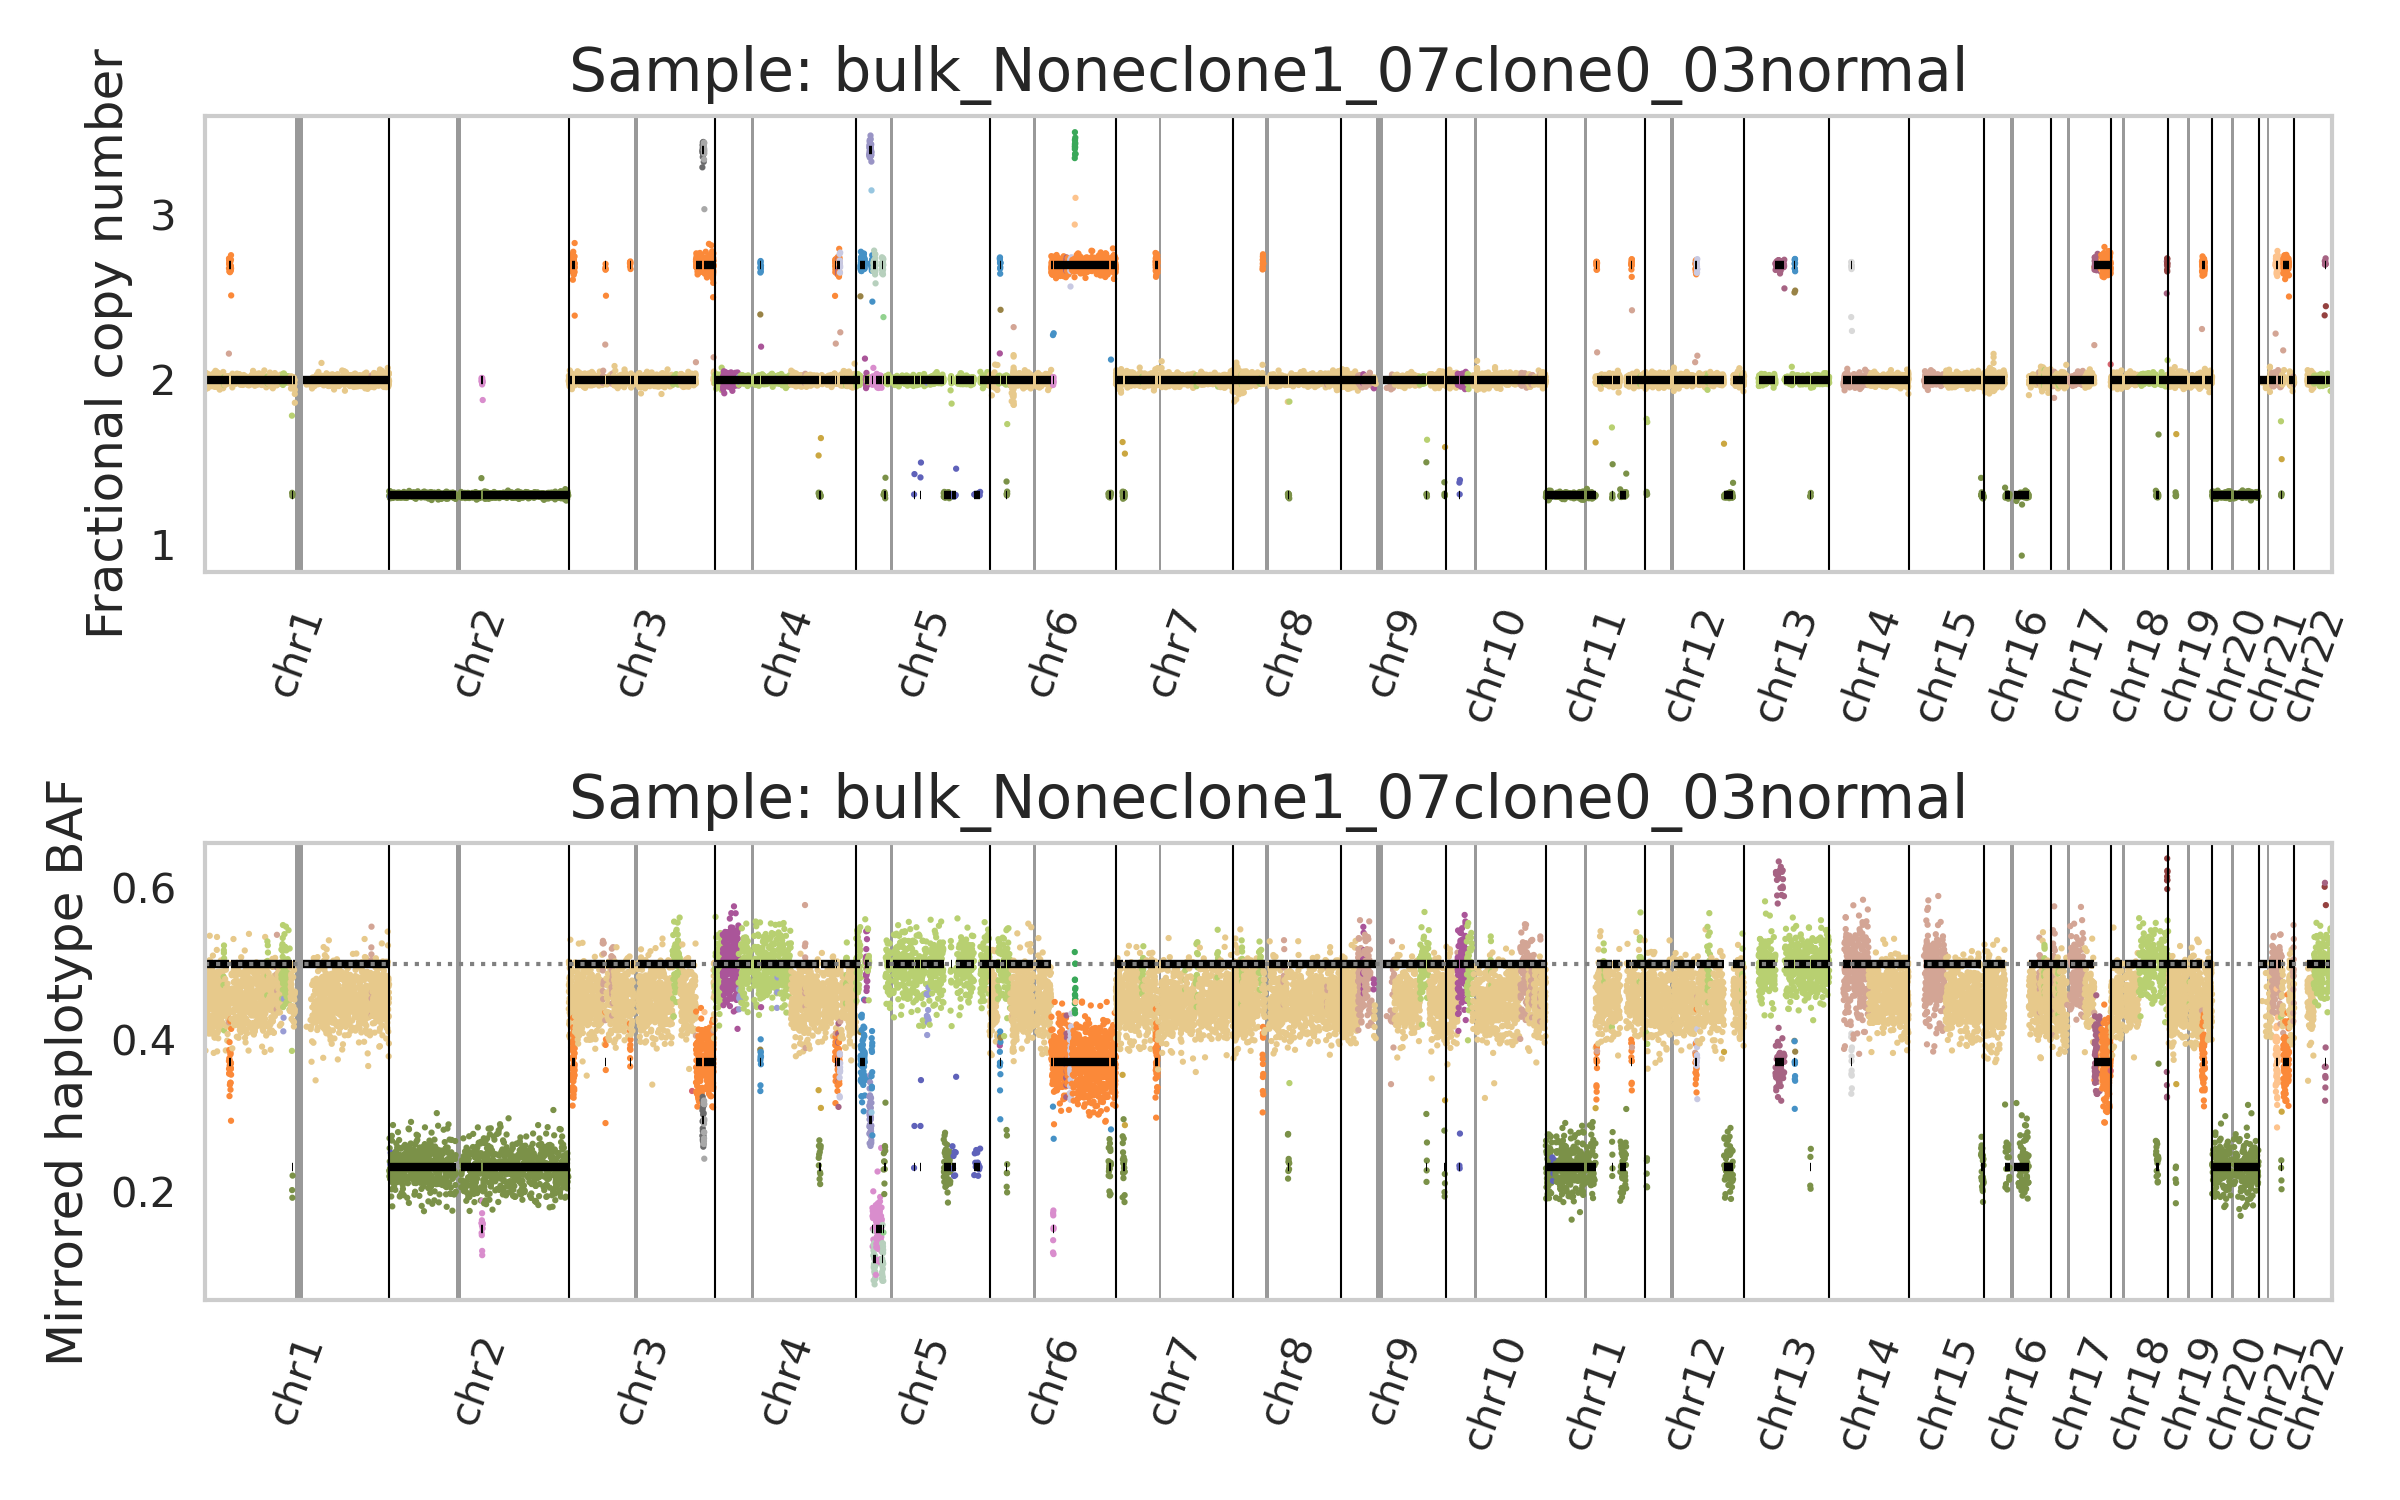 Sample: bulk_Noneclone1_07clone0_03normal
Fractional copy number
3
2
1
chr1
chr2
chr3
chr4
chr5
chr6
chr7
chr8
chr9
chr10
chr11
chr12
chr13
chr14
chr15
chr16
chr17
chr18
chr19
chr20
chr21
chr22
Sample: bulk_Noneclone1_07clone0_03normal
Mirrored haplotype BAF
0.6
0.4
0.2
chr1
chr2
chr3
chr4
chr5
chr6
chr7
chr8
chr9
chr10
chr11
chr12
chr13
chr14
chr15
chr16
chr17
chr18
chr19
chr20
chr21
chr22